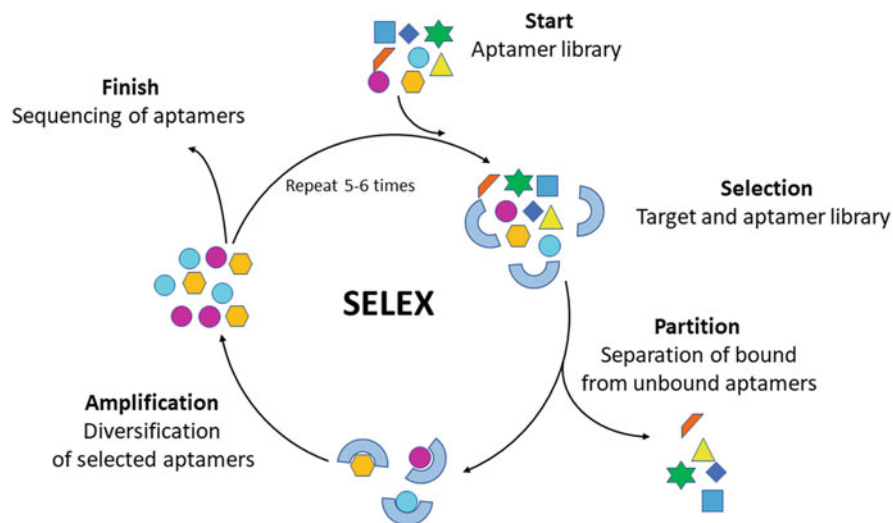 Start
Aptamer library
Finish
Sequencing of aptamers
Repeat 5-6 times
Selection
Target and aptamer library
SELEX
Partition
Separation of bound
from unbound aptamers
Amplification
Diversification
of selected aptamers